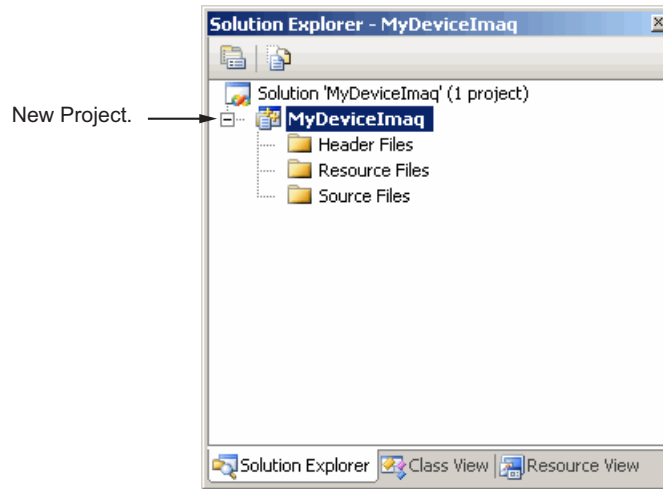 Solution Explorer - MyDeviceImaq
Solution 'MyDeviceImaq' (1 project)
New Project.
MyDeviceImaq
Header Files
Resource Files
Source Files
Solution Explorer Class View Resource View